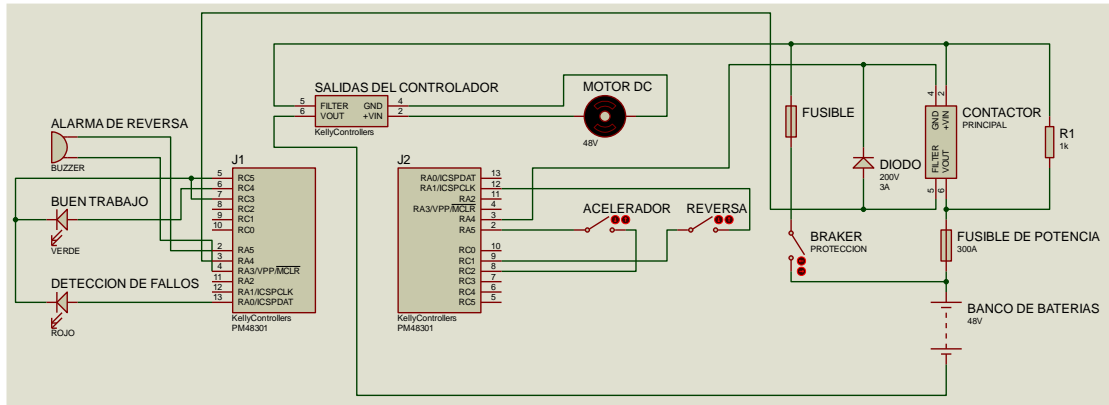 SALIDAS DEL CONTROLADOR
5 FILTER GND 4
6 VOUT +VIN 2
KellyControllers
MOTOR DC
48V
ALARMA DE REVERSA
BUZZER
BUEN TRABAJO
VERDE
DETECCION DE FALLOS
ROJO
J1
5 RC5
6 RC4
7 RC3
8 RC2
9 RC1
10 RC0
2 RA5
3 RA4
4 RA3/VPP/MCLR
11 RA2
12 RA1/ICSPCLK
13 RA0/ICSPDAT
KellyControllers
PM48301
J2
RA0/ICSPDAT 13
RA1/ICSPCLK 12
RA2 11
RA3/VPP/MCLR 4
RA4 3
RA5 2
RC0 10
RC1 9
RC2 8
RC3 7
RC4 6
RC5 5
KellyControllers
PM48301
ACELERADOR
REVERSA
FUSIBLE
BRAKER
PROTECCION
DIODO
200V
3A
4 2
GND +VIN
FILTER VOUT
5 6
CONTACTOR
PRINCIPAL
R1
1k
FUSIBLE DE POTENCIA
300A
BANCO DE BATERIAS
48V